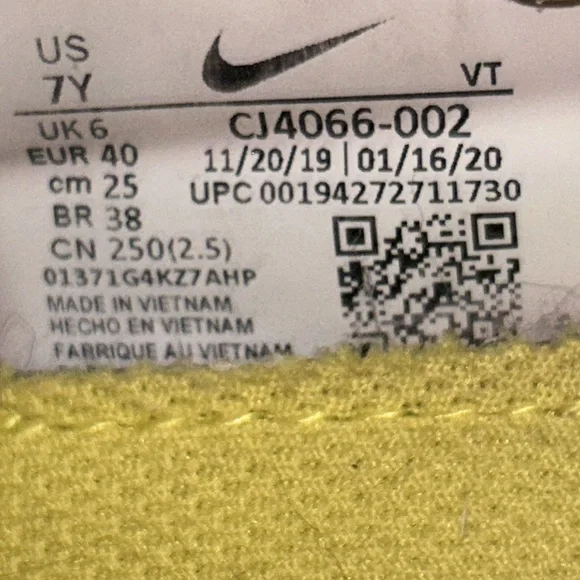 US
7Y
VT
UK 6
EUR 40
cm 25
BR 38
CN 250(2.5)
CJ4066-002
11/20/19 | 01/16/20
UPC 00194272711730
01371G4KZ7AHP
MADE IN VIETNAM
HECHO EN VIETNAM
FABRIQUE AU VIETNAM